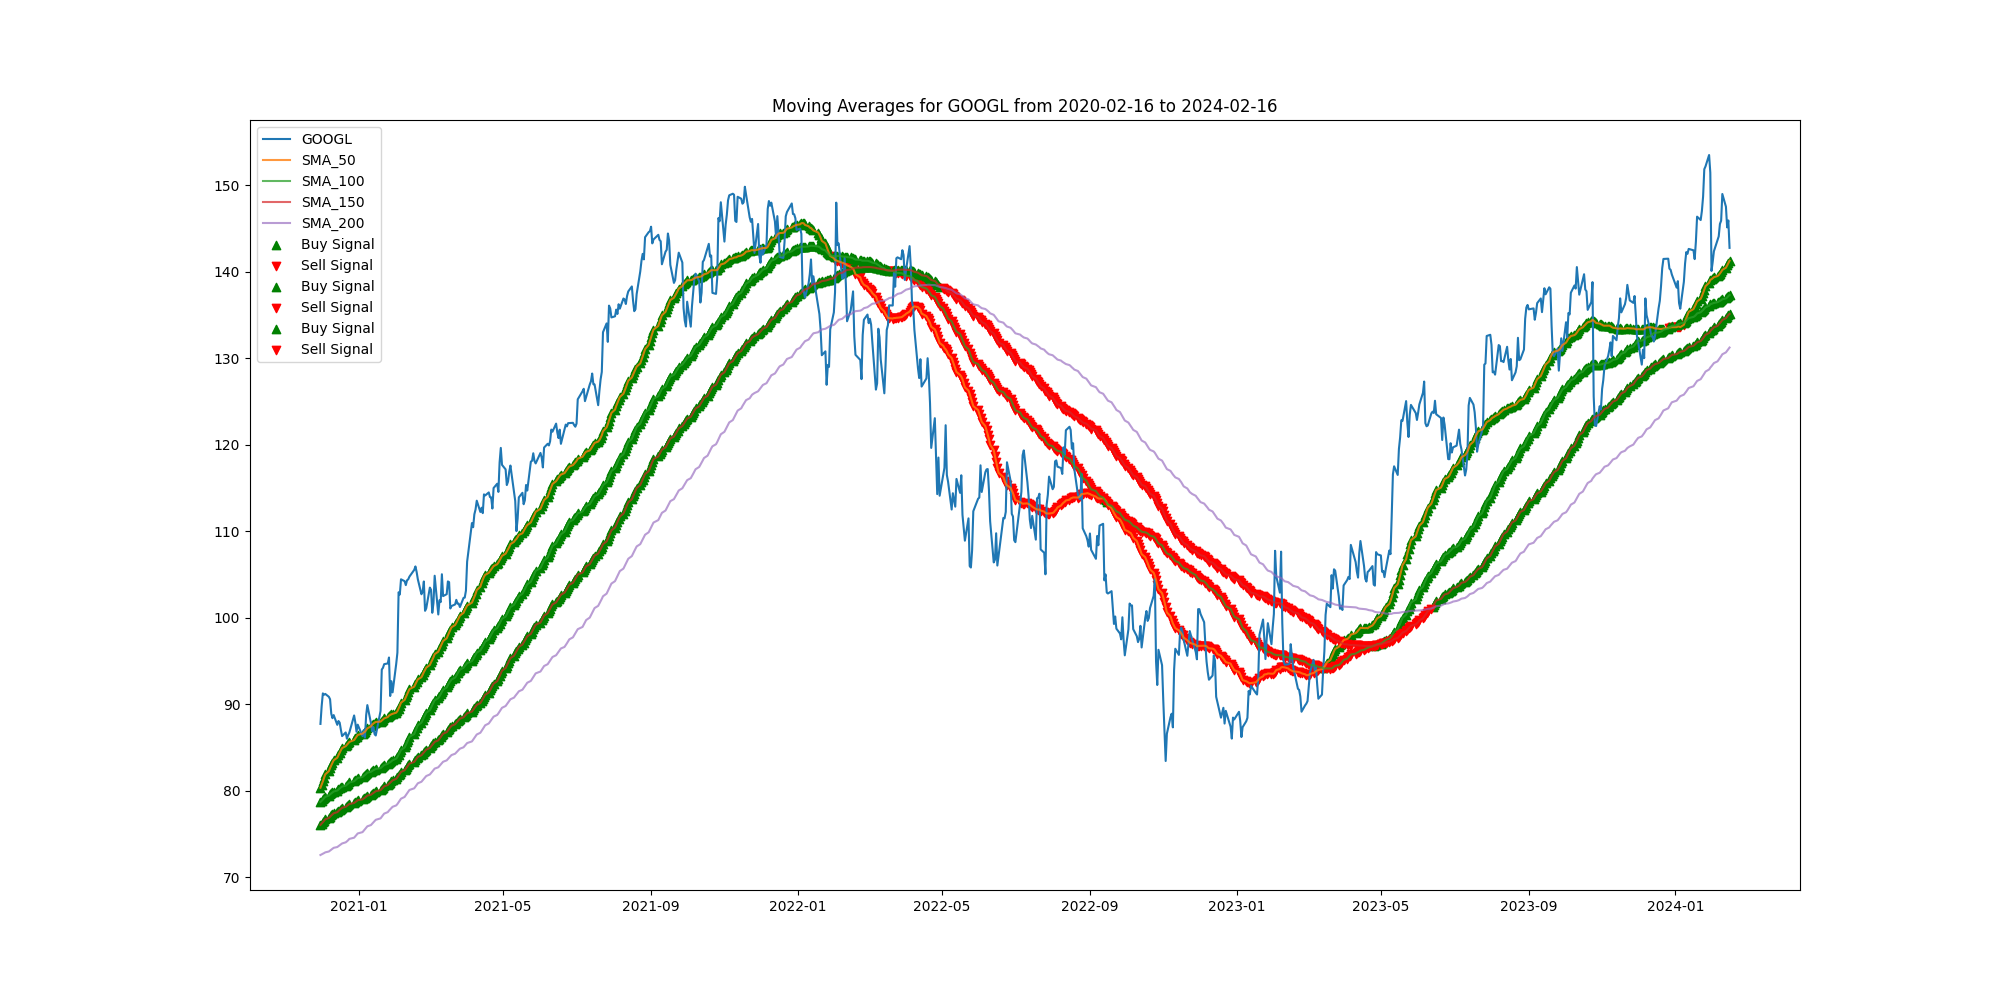 Moving Averages for GOOGL from 2020-02-16 to 2024-02-16
GOOGL
SMA_50
SMA_100
SMA_150
SMA_200
Buy Signal
Sell Signal
Buy Signal
Sell Signal
Buy Signal
Sell Signal
150
140
130
120
110
100
90
80
70
2021-01
2021-05
2021-09
2022-01
2022-05
2022-09
2023-01
2023-05
2023-09
2024-01